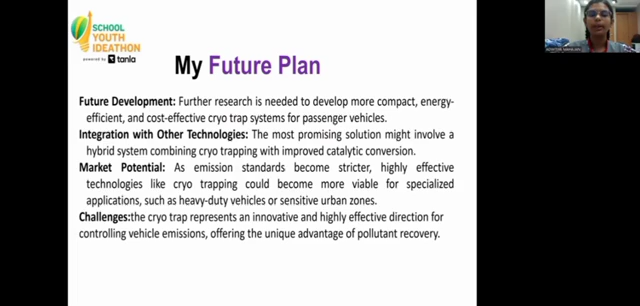 SCHOOL
YOUTH
IDEATHON
powered by tanla
My Future Plan
Future Development: Further research is needed to develop more compact, energy-
efficient, and cost-effective cryo trap systems for passenger vehicles.
Integration with Other Technologies: The most promising solution might involve a
hybrid system combining cryo trapping with improved catalytic conversion.
Market Potential: As emission standards become stricter, highly effective
technologies like cryo trapping could become more viable for specialized
applications, such as heavy-duty vehicles or sensitive urban zones.
Challenges:the cryo trap represents an innovative and highly effective direction for
controlling vehicle emissions, offering the unique advantage of pollutant recovery.